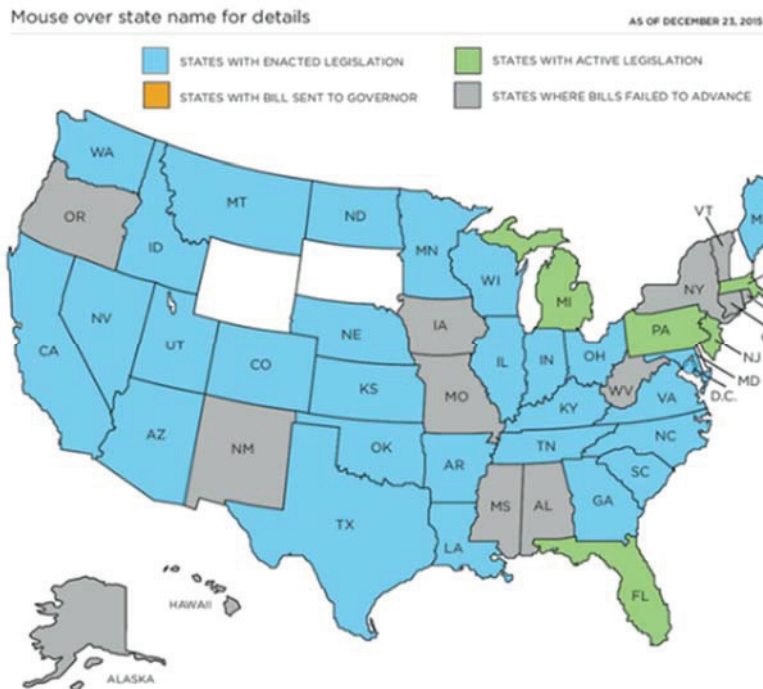 Mouse over state name for details
AS OF DECEMBER 23, 2015
STATES WITH ENACTED LEGISLATION
STATES WITH ACTIVE LEGISLATION
STATES WITH BILL SENT TO GOVERNOR
STATES WHERE BILLS FAILED TO ADVANCE
WA
MT
ND
MN
VT
OR
ID
WI
MI
NY
NV
NE
IA
PA
CA
UT
CO
IL
IN
OH
NJ
MD
KS
MO
WV
VA
D.C.
KY
AZ
NM
OK
AR
TN
NC
SC
TX
MS
AL
GA
LA
FL
HAWAII
ALASKA